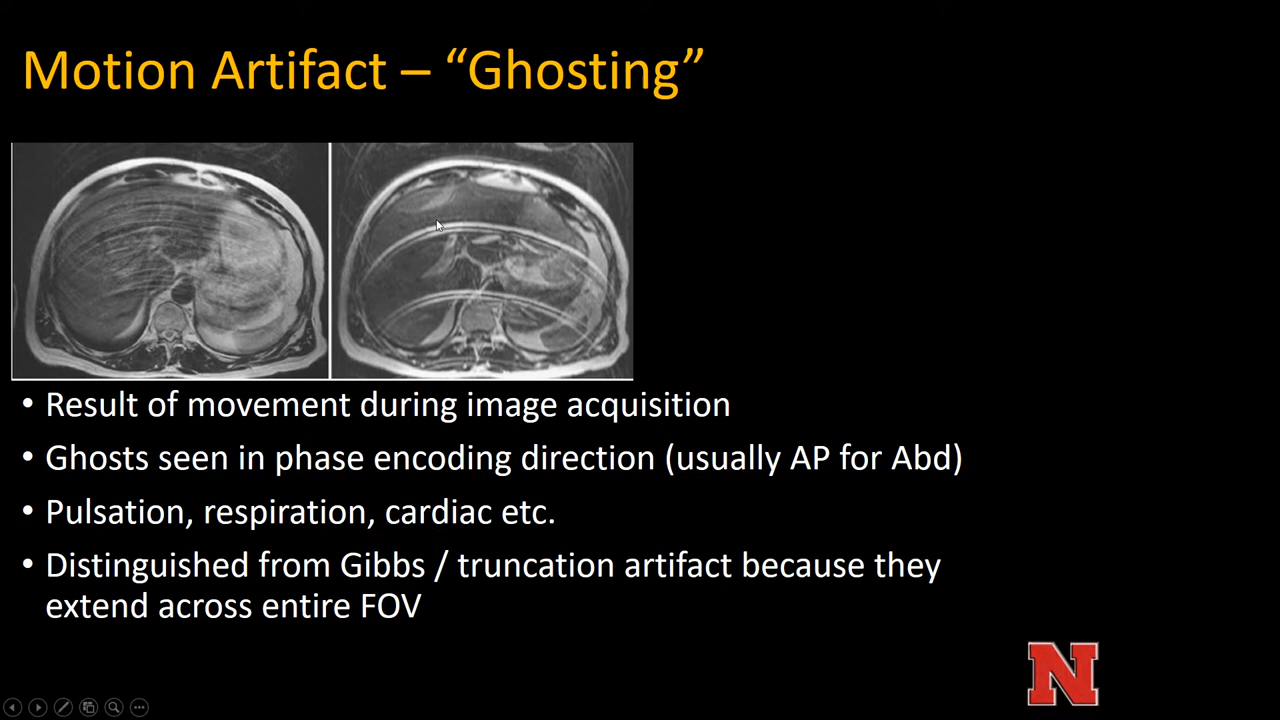 Motion Artifact – “Ghosting”
• Result of movement during image acquisition
• Ghosts seen in phase encoding direction (usually AP for Abd)
• Pulsation, respiration, cardiac etc.
• Distinguished from Gibbs / truncation artifact because they
extend across entire FOV
N